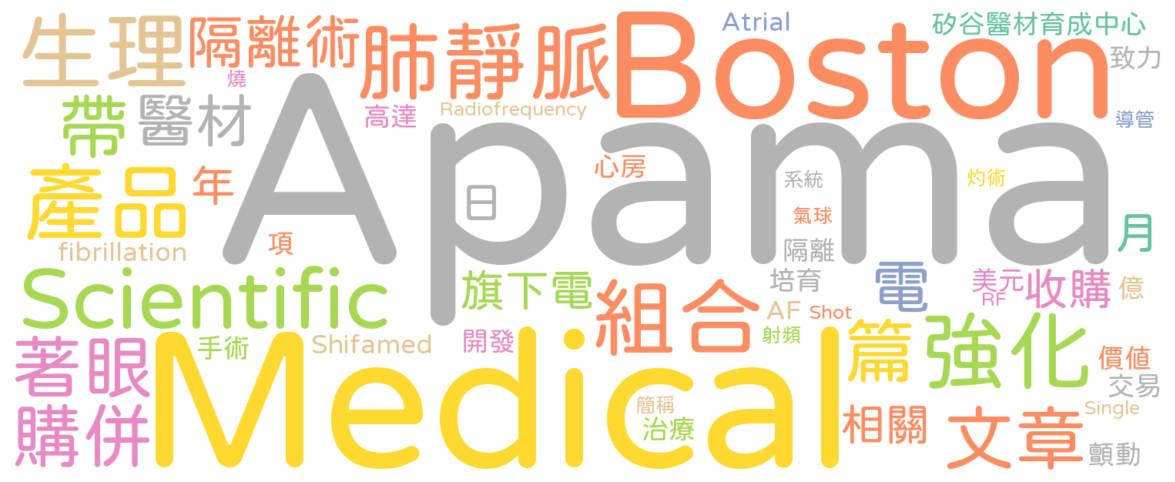 Atrial
矽谷醫材育成中心
生理
隔離術
肺靜脈
Boston
致力
燒
帶
醫材
高達
Radiofrequency
導管
Apama
產品
年
心房
系統
灼術
日
氣球
月
項
fibrillation
隔離
Scientific
旗下電
組合
培育
電
美元
RF
收購
億
AF
Shot
著眼
手術
Shifamed
開發
射頻
篇
強化
價值
交易
購併
Medical
簡稱
治療
相關
文章
Single
顫動